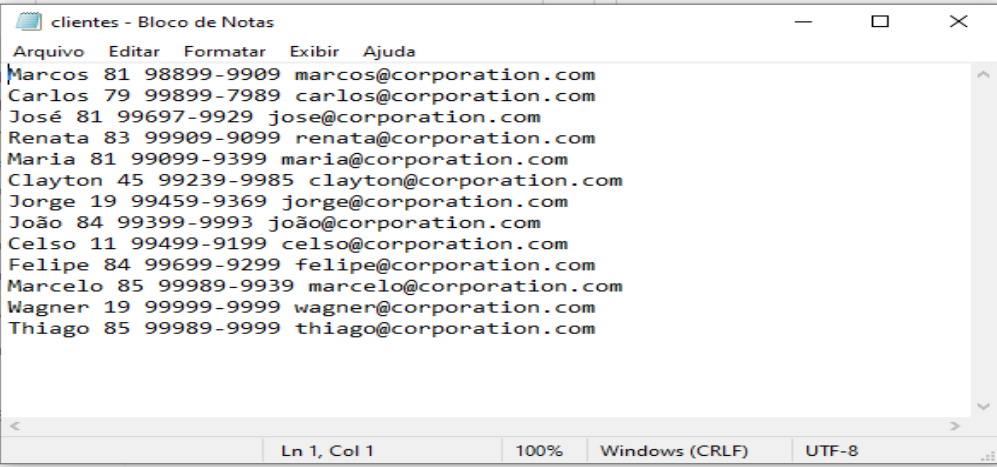 clientes - Bloco de Notas
Arquivo Editar Formatar Exibir Ajuda
Marcos 81 98899-9909 marcos@corporation.com
Carlos 79 99899-7989 carlos@corporation.com
José 81 99697-9929 jose@corporation.com
Renata 83 99909-9099 renata@corporation.com
Maria 81 99099-9399 maria@corporation.com
Clayton 45 99239-9985 clayton@corporation.com
Jorge 19 99459-9369 jorge@corporation.com
João 84 99399-9993 joão@corporation.com
Celso 11 99499-9199 celso@corporation.com
Felipe 84 99699-9299 felipe@corporation.com
Marcelo 85 99989-9939 marcelo@corporation.com
Wagner 19 99999-9999 wagner@corporation.com
Thiago 85 99989-9999 thiago@corporation.com
Ln 1, Col 1 100% Windows (CRLF) UTF-8